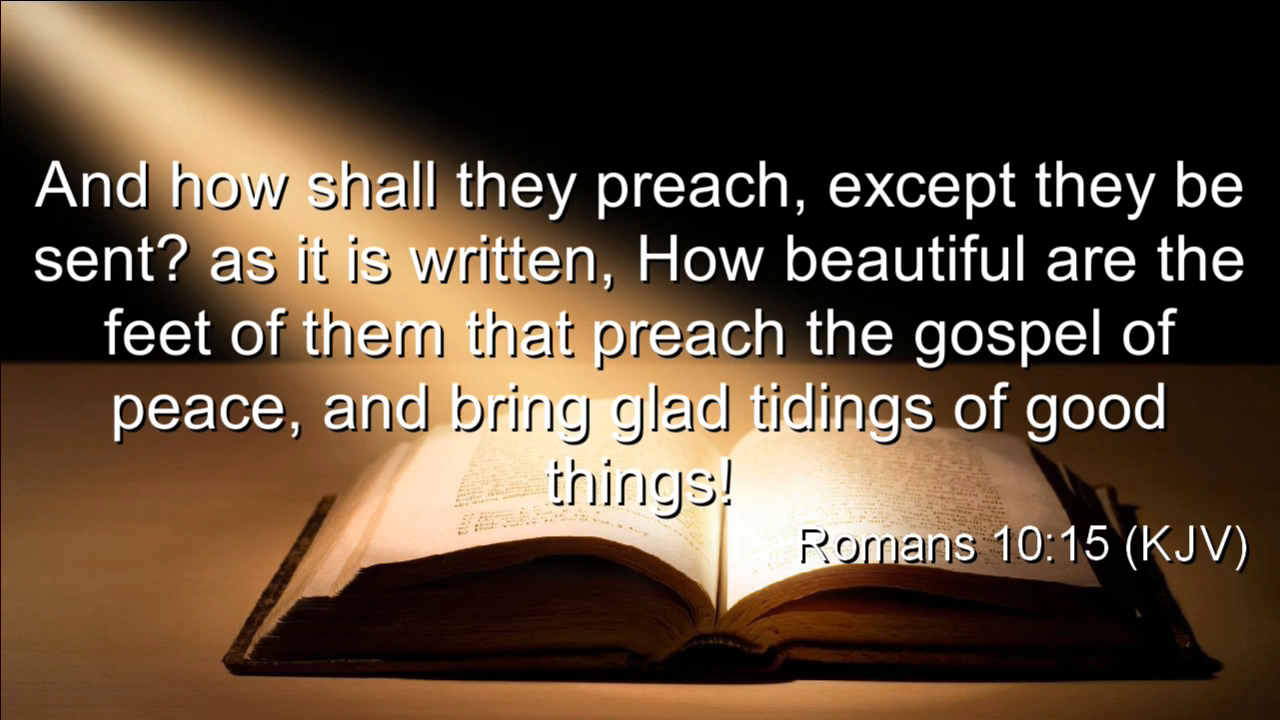 And how shall they preach, except they be
sent? as it is written, How beautiful are the
feet of them that preach the gospel of
peace, and bring glad tidings of good
things!
Romans 10:15 (KJV)